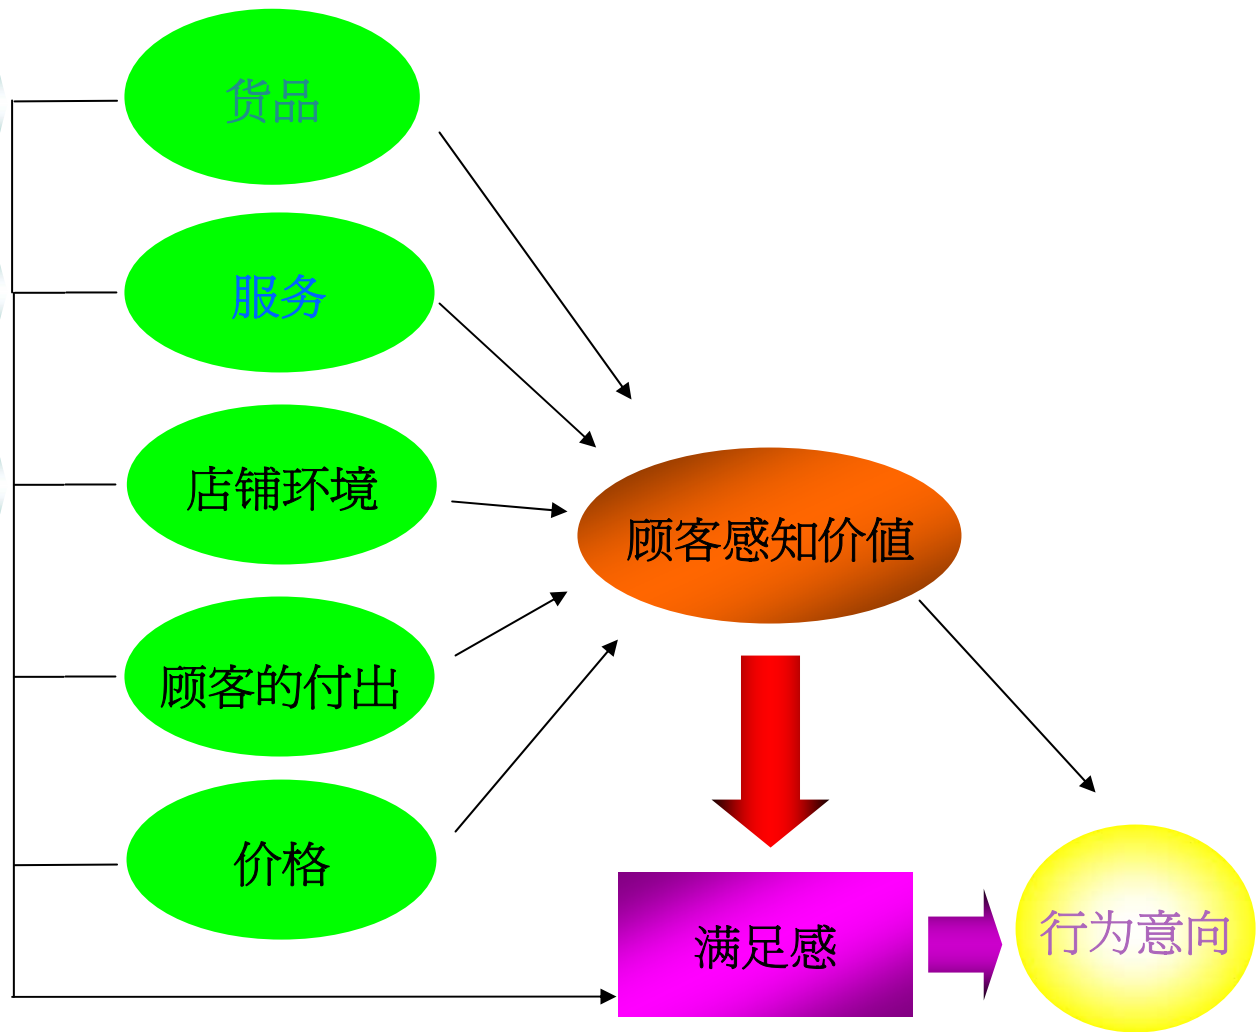 货品
服务
店铺环境
顾客的付出
价格
顾客感知价值
满足感
行为意向